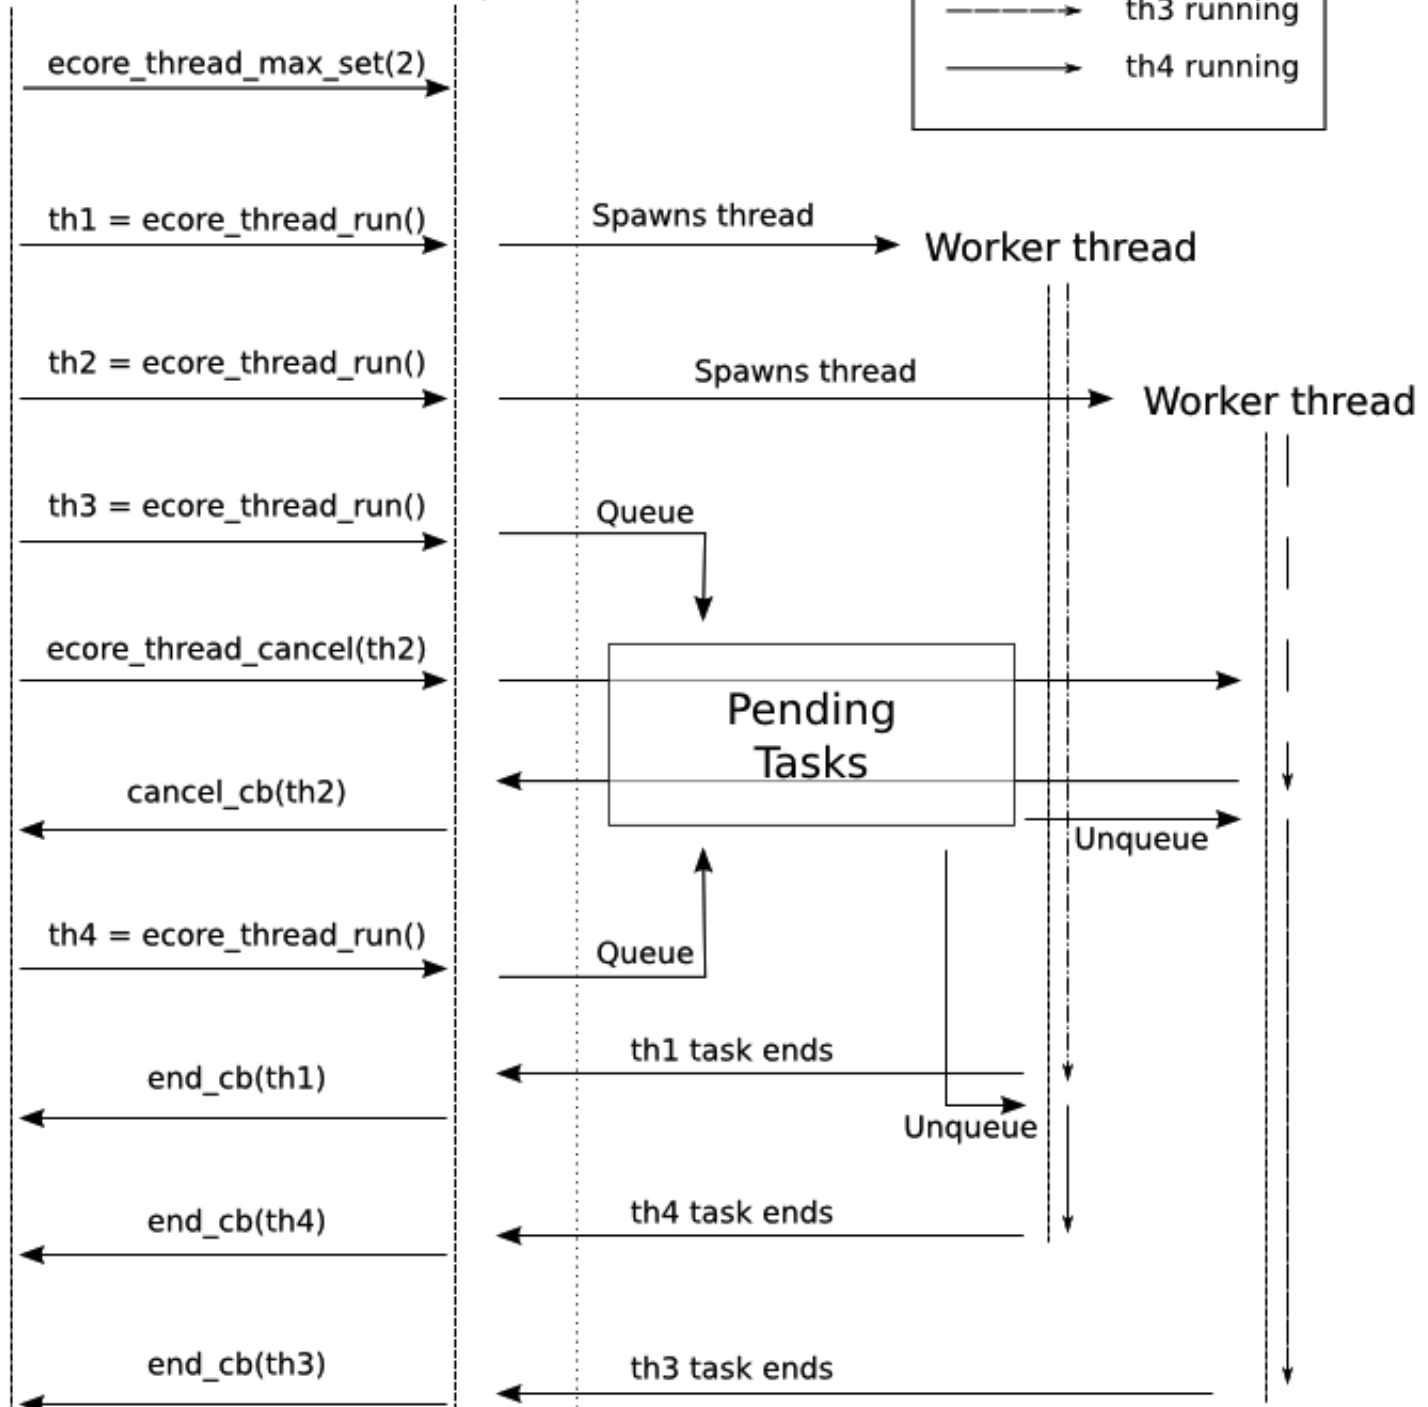 th3 running
th4 running
ecore_thread_max_set(2)
th1 = ecore_thread_run()
Spawns thread
Worker thread
th2 = ecore_thread_run()
Spawns thread
Worker thread
th3 = ecore_thread_run()
Queue
ecore_thread_cancel(th2)
Pending
Tasks
cancel_cb(th2)
Unqueue
th4 = ecore_thread_run()
Queue
th1 task ends
end_cb(th1)
Unqueue
th4 task ends
end_cb(th4)
th3 task ends
end_cb(th3)